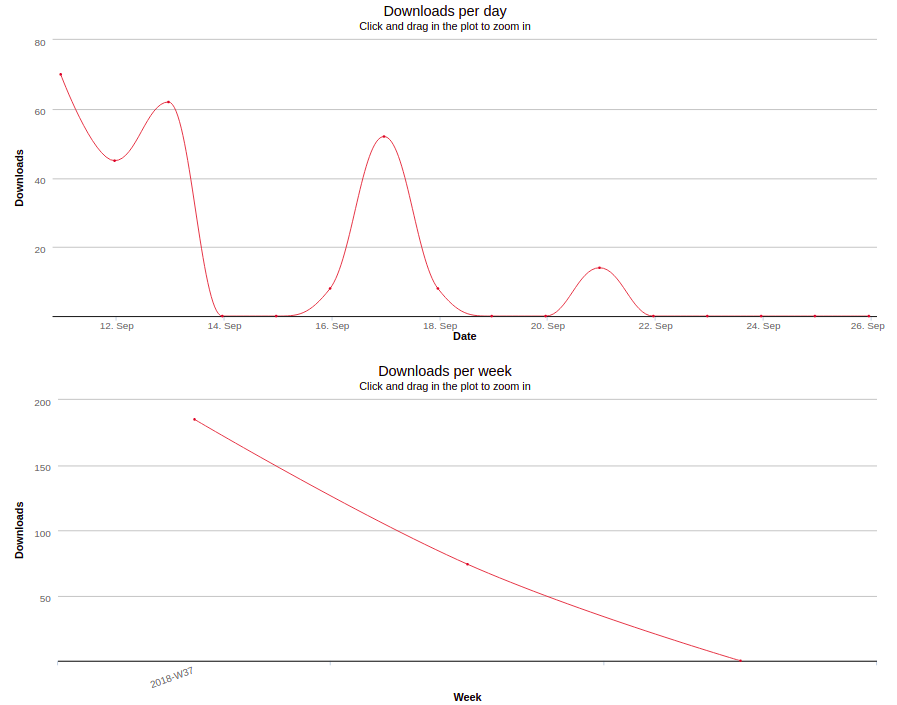 Downloads per day
Click and drag in the plot to zoom in
80
60
40
20
Downloads
12. Sep 14. Sep 16. Sep 18. Sep 20. Sep 22. Sep 24. Sep 26. Sep
Date
Downloads per week
Click and drag in the plot to zoom in
200
150
100
50
Downloads
2018-W37
Week